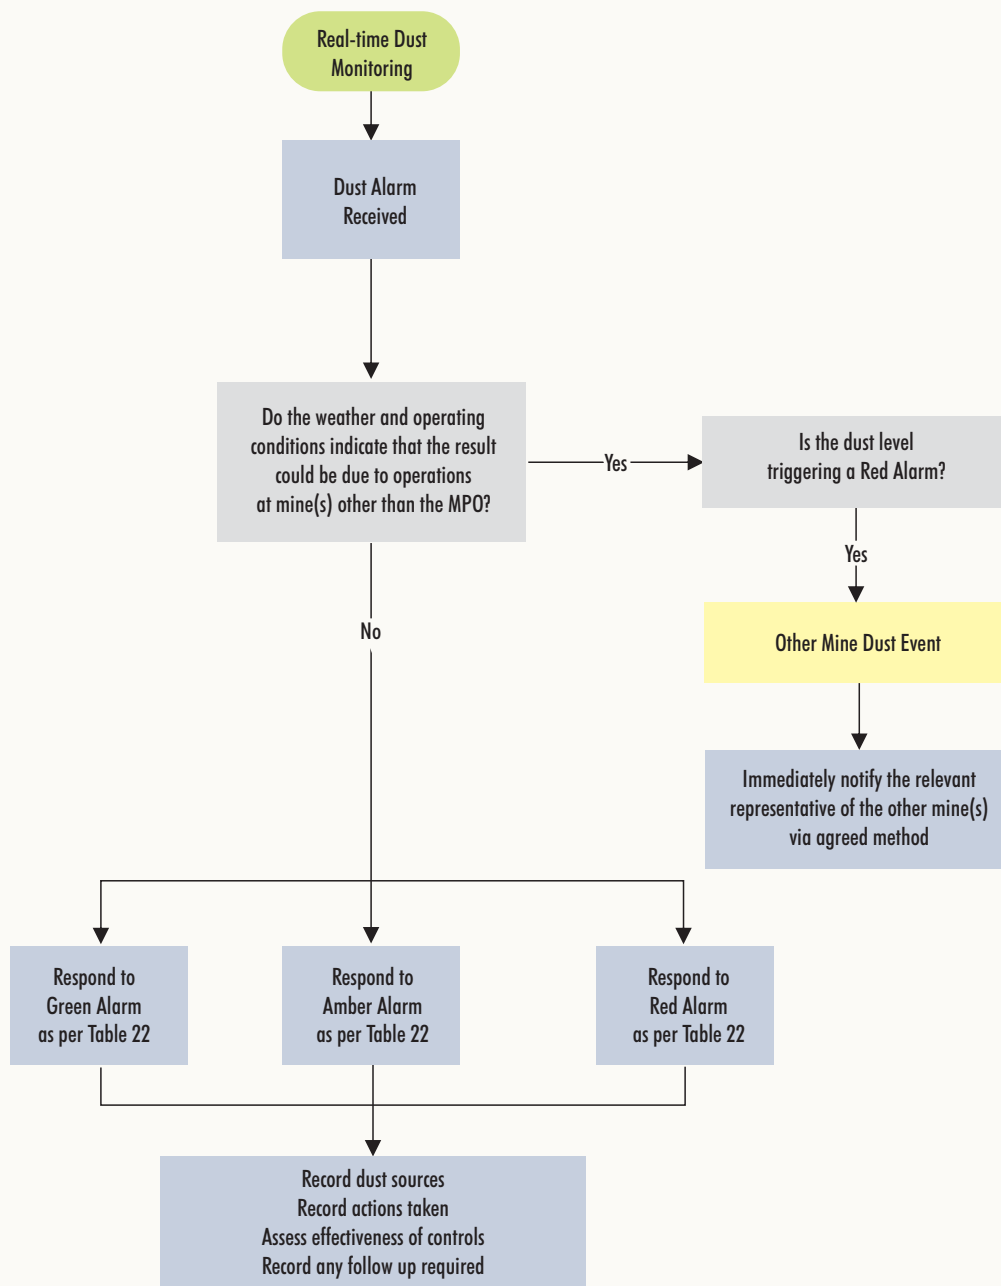 Real-time Dust
Monitoring
Dust Alarm
Received
Do the weather and operating
conditions indicate that the result
could be due to operations
at mine(s) other than the MPO?
Yes
Is the dust level
triggering a Red Alarm?
Yes
Other Mine Dust Event
Immediately notify the relevant
representative of the other mine(s)
via agreed method
No
Respond to
Green Alarm
as per Table 22
Respond to
Amber Alarm
as per Table 22
Respond to
Red Alarm
as per Table 22
Record dust sources
Record actions taken
Assess effectiveness of controls
Record any follow up required